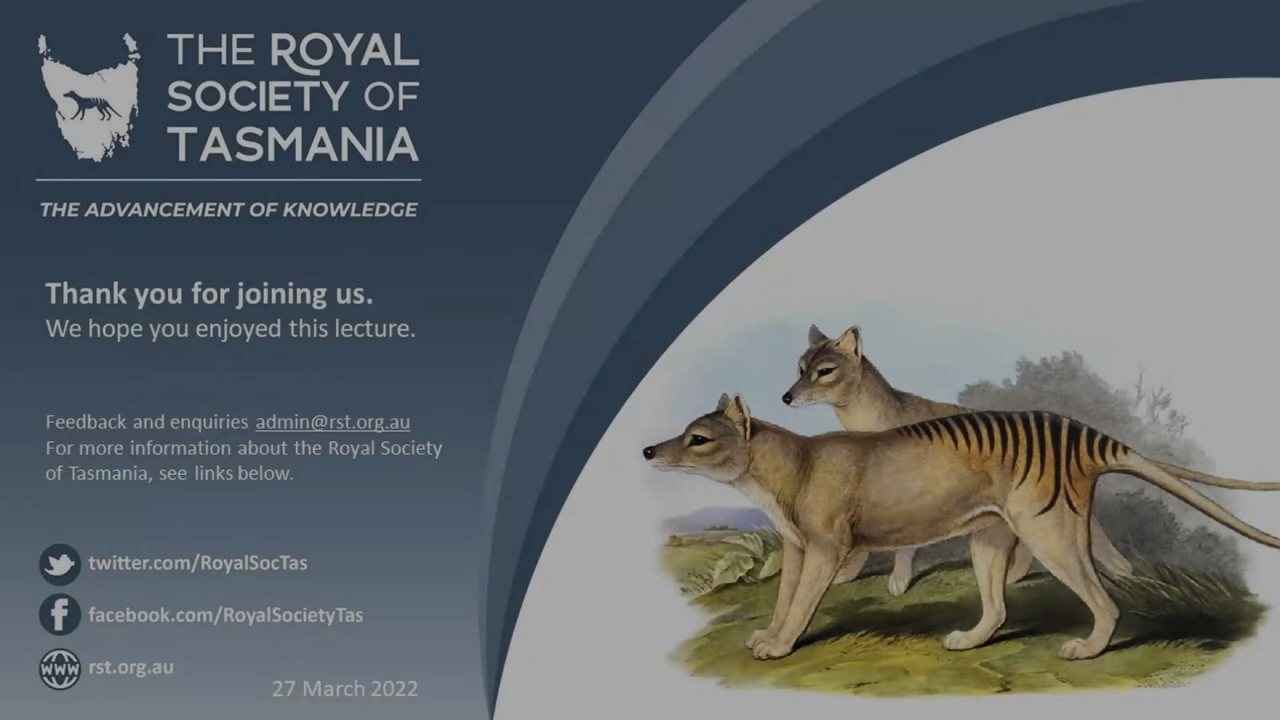 THE ROYAL
SOCIETY OF
TASMANIA
THE ADVANCEMENT OF KNOWLEDGE
Thank you for joining us.
We hope you enjoyed this lecture.
Feedback and enquiries admin@rst.org.au
For more information about the Royal Society
of Tasmania, see links below.
twitter.com/RoyalSocTas
f facebook.com/RoyalSocietyTas
WWW rst.org.au
27 March 2022